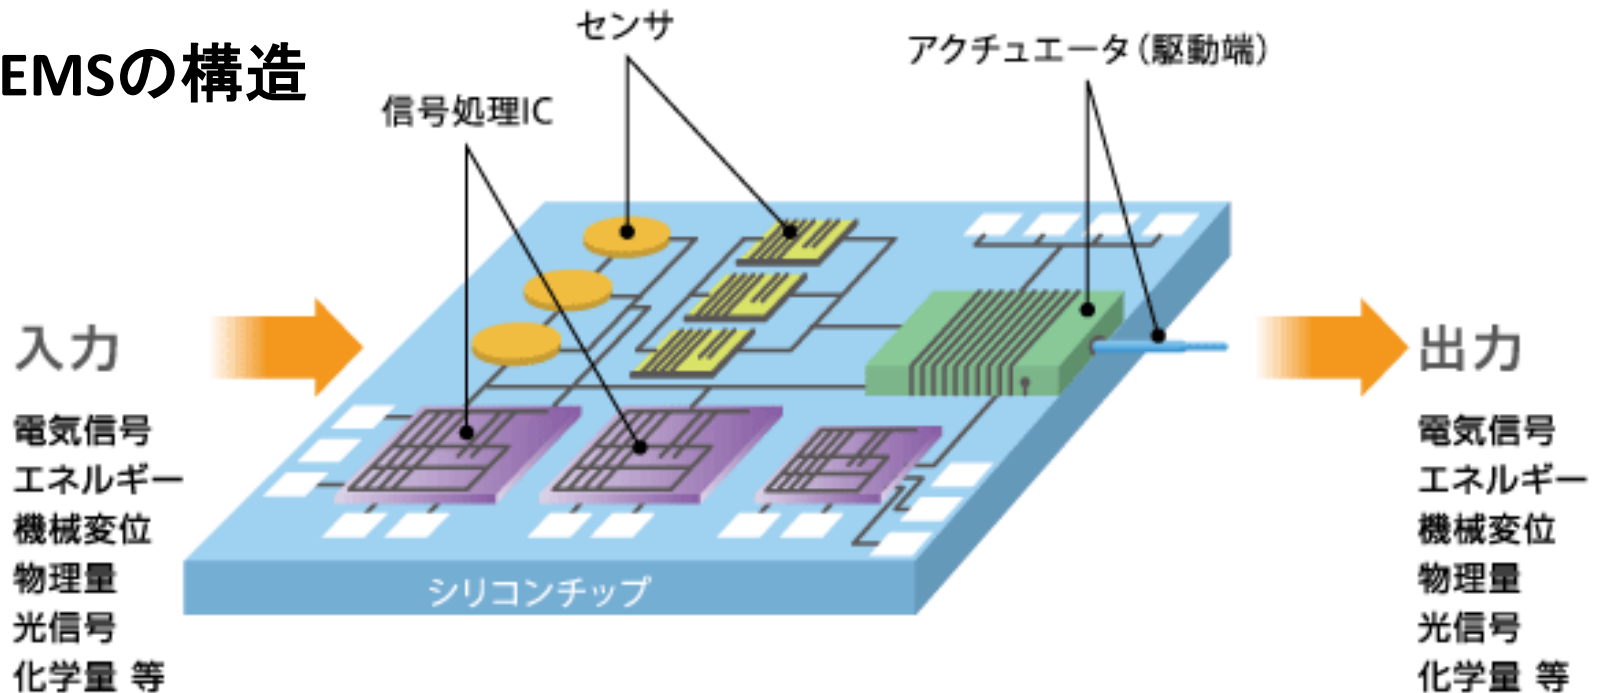 EMSの構造
センサ
アクチュエータ（駆動端）
信号処理IC
入力
電気信号
エネルギー
機械変位
物理量
光信号
化学量 等
シリコンチップ
出力
電気信号
エネルギー
機械変位
物理量
光信号
化学量 等